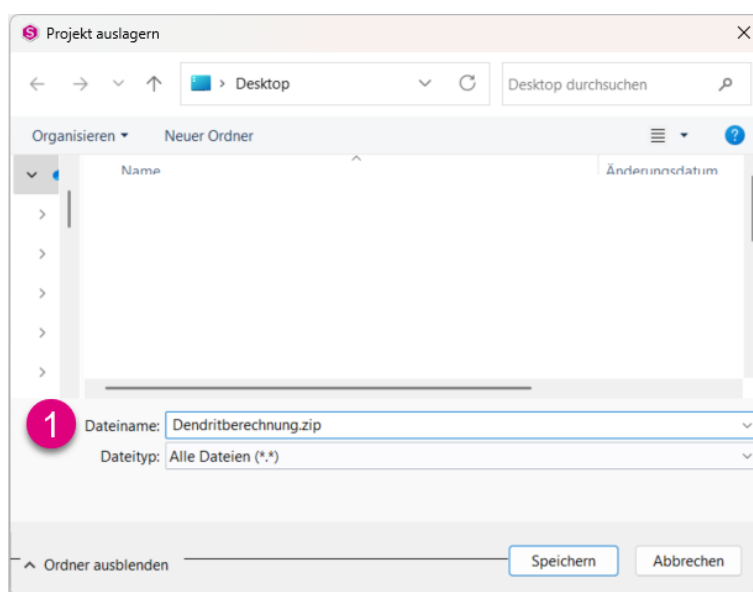 Projekt auslagern
Desktop
Desktop durchsuchen
Organisieren
Neuer Ordner
Name
Änderungsdatum
1
Dateiname: Dendritberechnung.zip
Dateityp: Alle Dateien (*.*)
Ordner ausblenden
Speichern
Abbrechen